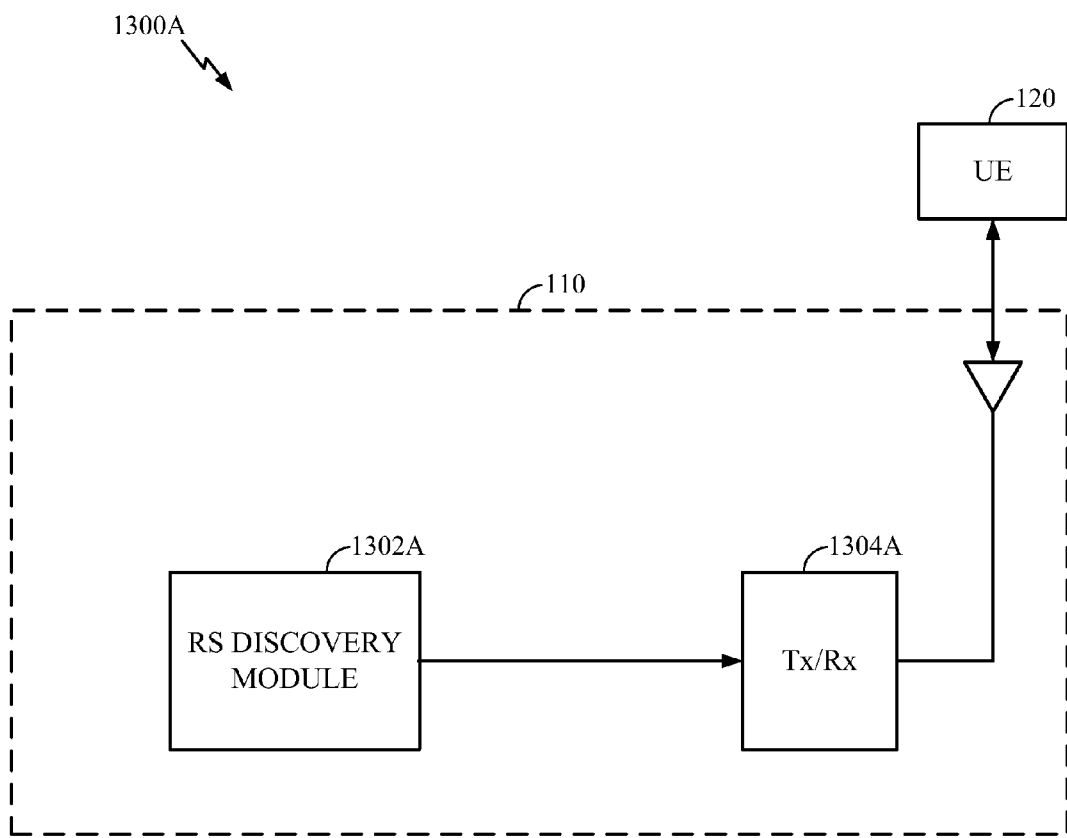 1300A
120
UE
110
1302A
1304A
RS DISCOVERY
MODULE
Tx/Rx